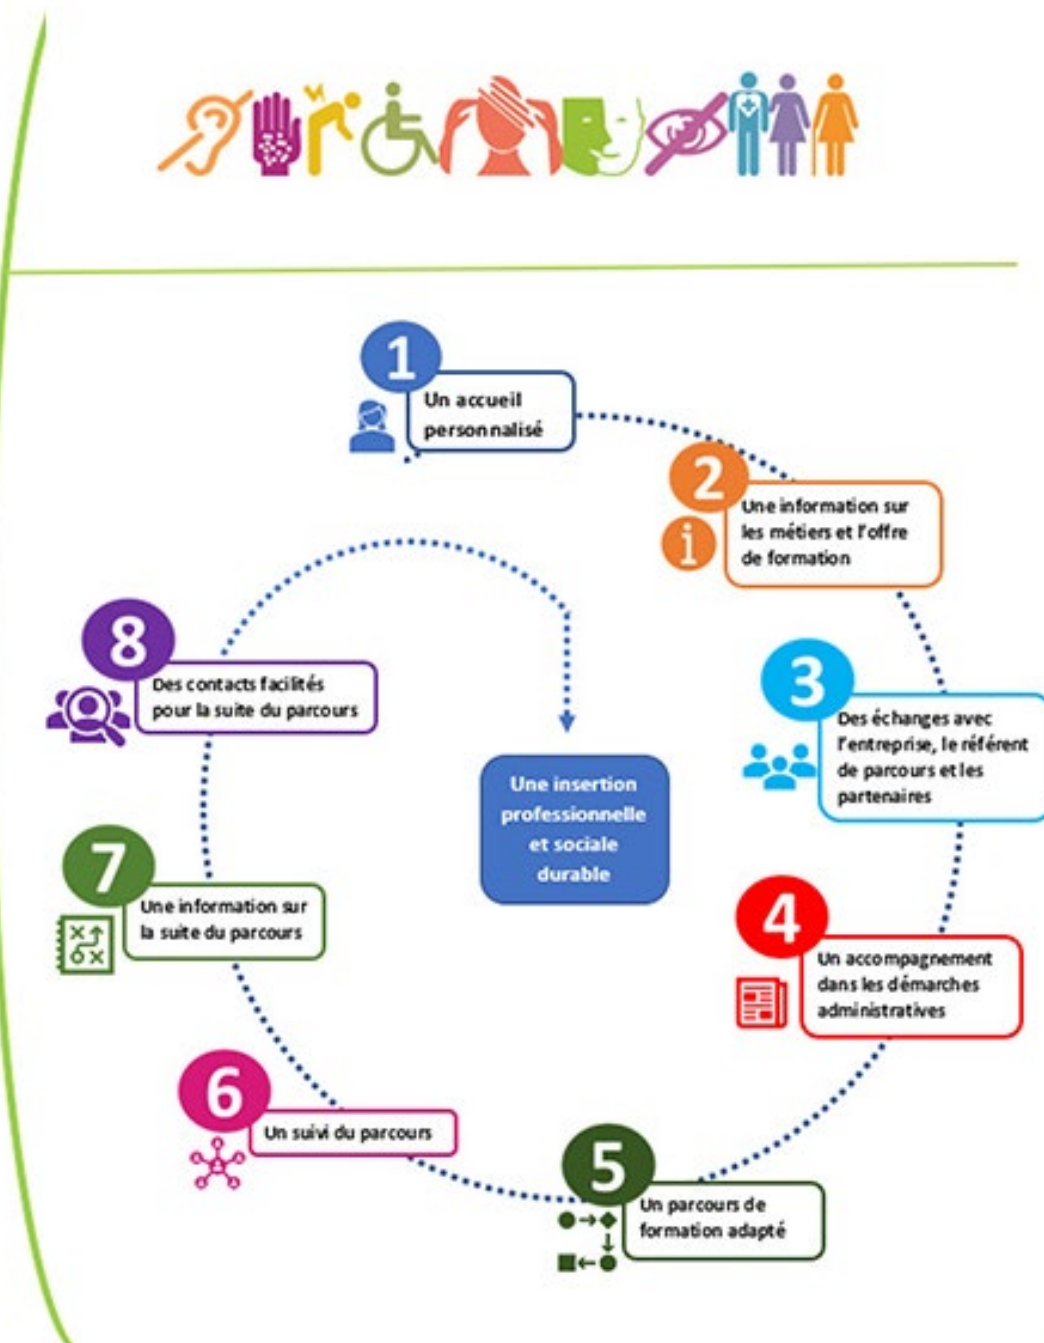 1
Un accueil
personnalisé
2
Une information sur
les métiers et l'offre
de formation
i
3
Des échanges avec
l'entreprise, le référent
de parcours et les
partenaires
4
Un accompagnement
dans les démarches
administratives
5
Un parcours de
formation adapté
6
Un suivi du parcours
7
Une information sur
la suite du parcours
8
Des contacts facilités
pour la suite du parcours
Une insertion
professionnelle
et sociale
durable